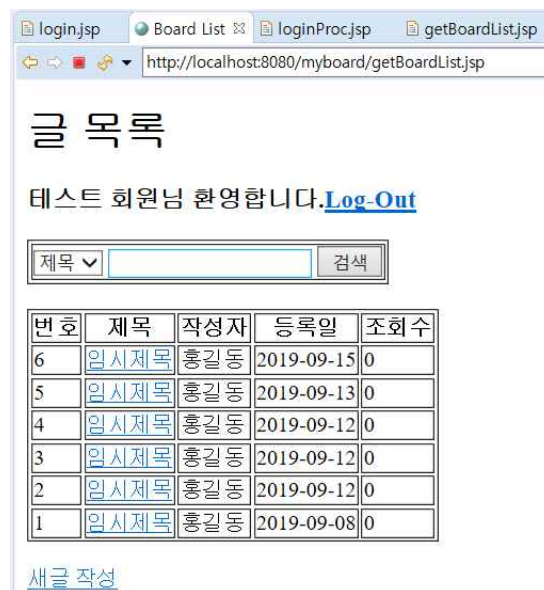 login.jsp Board List loginProc.jsp getBoardList.jsp
http://localhost:8080/myboard/getBoardList.jsp
글 목록
테스트 회원님 환영합니다.Log-Out
제목 검색
번호 제목 작성자 등록일 조회수
6 임시제목 홍길동 2019-09-15 0
5 임시제목 홍길동 2019-09-13 0
4 임시제목 홍길동 2019-09-12 0
3 임시제목 홍길동 2019-09-12 0
2 임시제목 홍길동 2019-09-12 0
1 임시제목 홍길동 2019-09-08 0
새글 작성